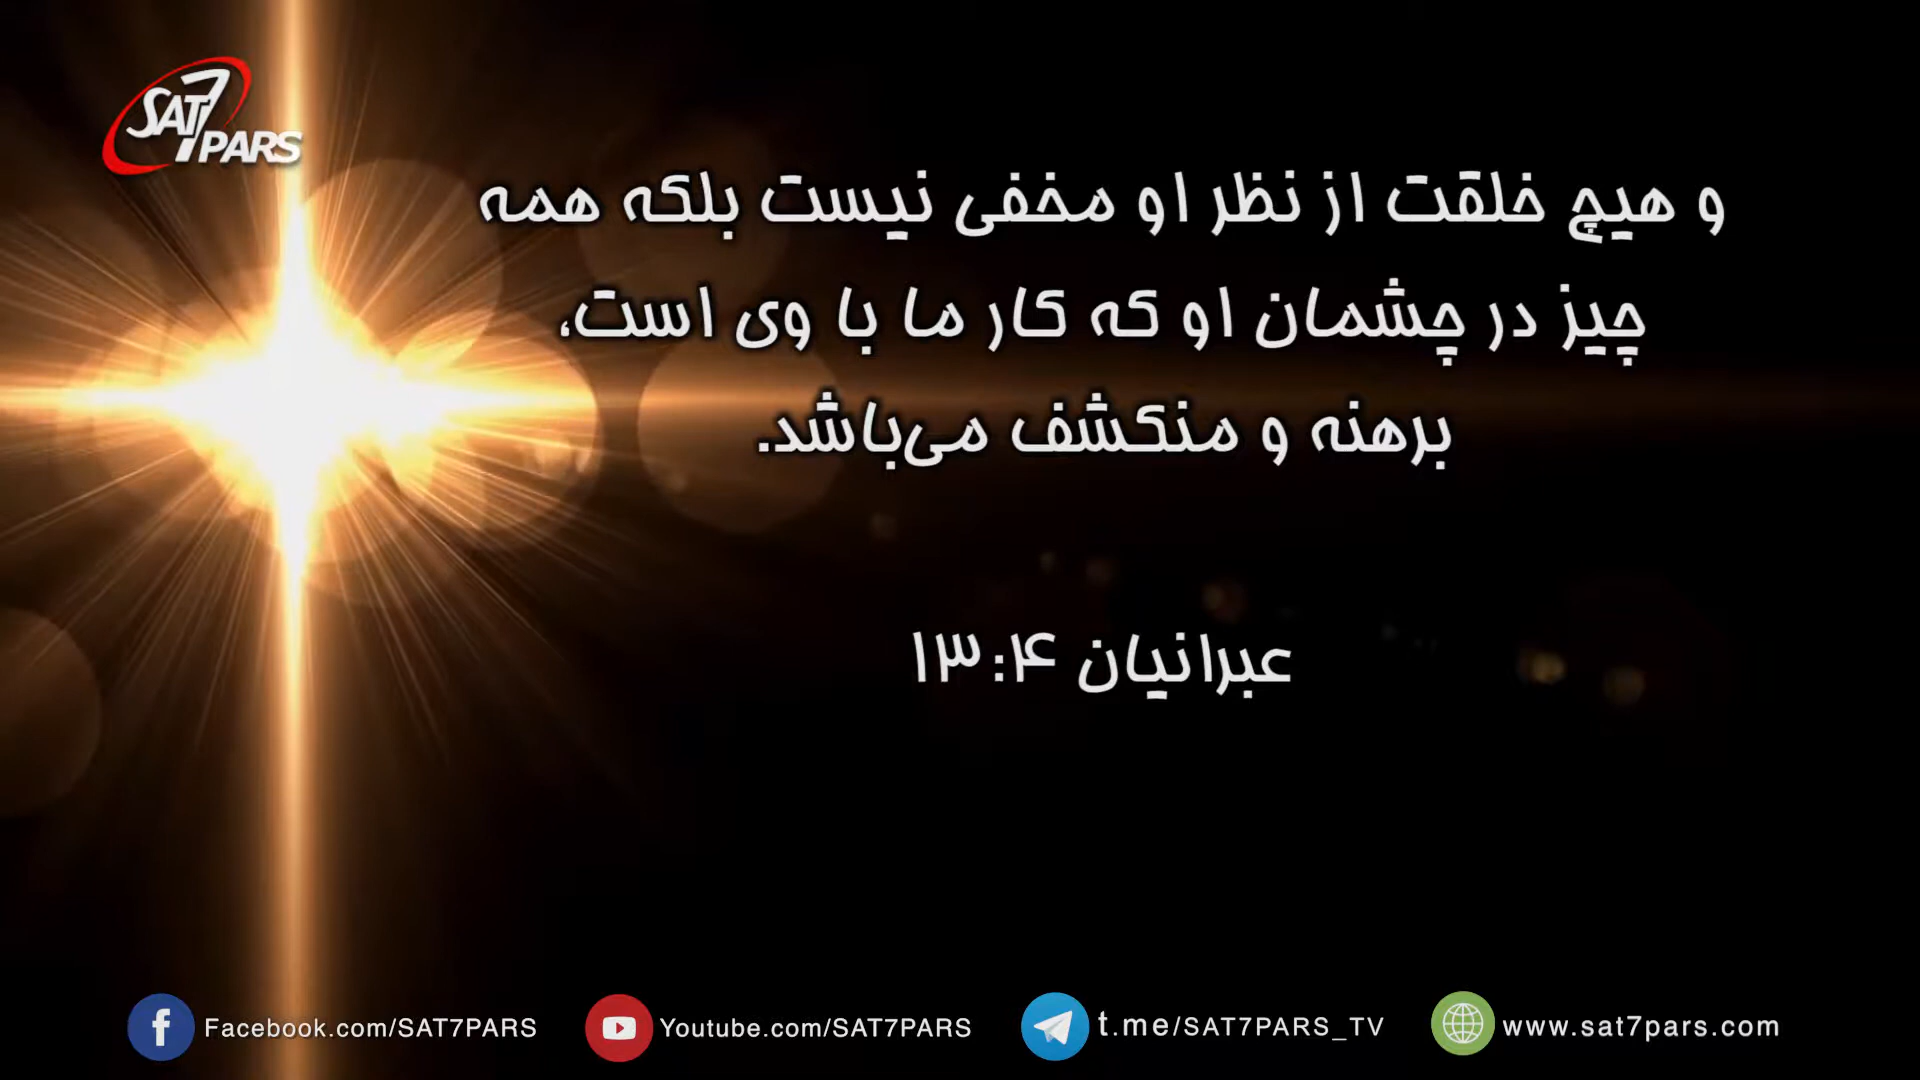 SAT7 PARS
و هیچ خلقت از نظر او مخفی نیست بلکه همه
چیز در چشمان او که کار ما با وی است،
برهنه و منکشف می‌باشد.
عبرانیان ۴:۱۳
Facebook.com/SAT7PARS
Youtube.com/SAT7PARS
t.me/SAT7PARS_TV
www.sat7pars.com